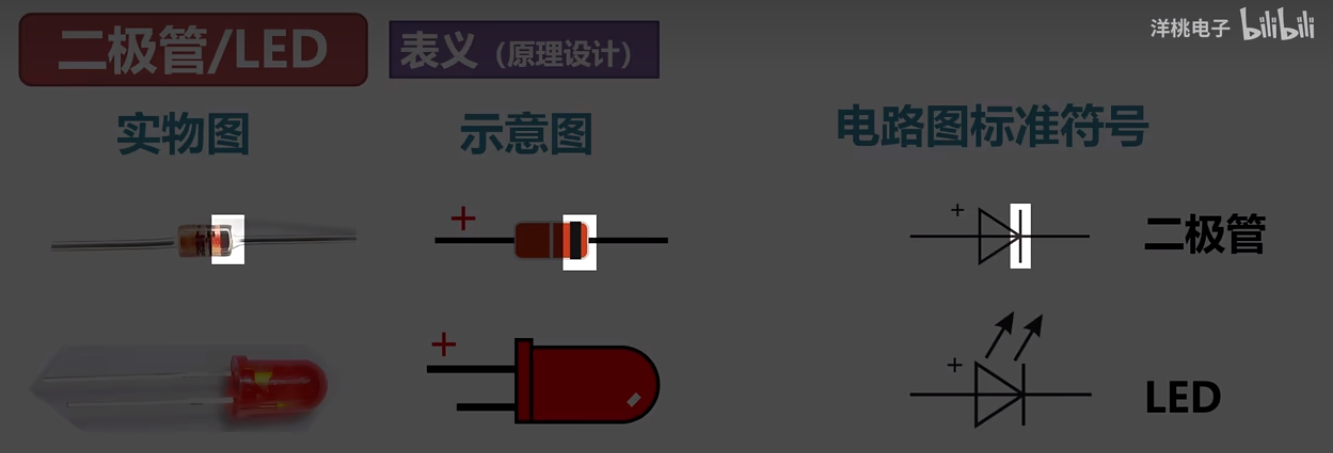 二极管/LED
表义（原理设计）
洋桃电子 bilibili
实物图
示意图
电路图标准符号
+
+
二极管
+
+
LED